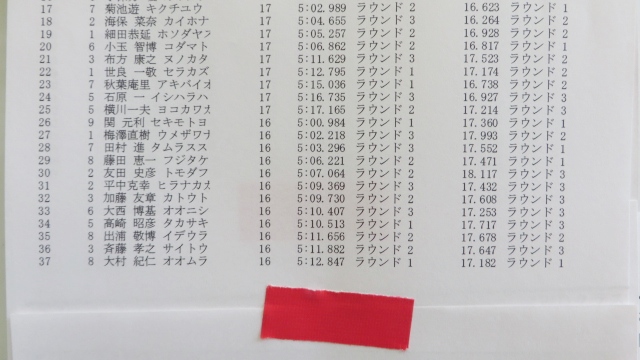 17 7 菊池遊 キクチユウ 17 5:02.989 ラウンド 2 16.623 ラウンド 1
18 2 海保 菜奈 カイホナ 17 5:04.655 ラウンド 3 16.264 ラウンド 2
19 1 細田恭延 ホソダヤス 17 5:05.257 ラウンド 2 16.928 ラウンド 2
20 6 小玉 智博 コダマト 17 5:06.862 ラウンド 2 16.817 ラウンド 1
21 3 布方 康之 ヌノカタ 17 5:11.629 ラウンド 3 17.523 ラウンド 2
22 1 世良 一敬 セラカズ 17 5:12.795 ラウンド 1 17.174 ラウンド 2
23 7 秋葉庵里 アキバイオ 17 5:15.036 ラウンド 1 16.738 ラウンド 2
24 5 石原 一 イシハラハ 17 5:16.735 ラウンド 3 16.927 ラウンド 3
25 5 横川一夫 ヨコカワカ 17 5:17.165 ラウンド 2 17.214 ラウンド 3
26 9 関 元利 セキモトヨ 16 5:00.984 ラウンド 1 17.360 ラウンド 1
27 1 梅澤直樹 ウメザワナ 16 5:02.218 ラウンド 3 17.993 ラウンド 2
28 7 田村 進 タムラスス 16 5:03.296 ラウンド 3 17.552 ラウンド 1
29 8 藤田 恵一 フジタケ 16 5:06.221 ラウンド 2 17.471 ラウンド 1
30 2 友田 史彦 トモダフ 16 5:07.064 ラウンド 2 18.117 ラウンド 3
31 2 平中克幸 ヒラナカカ 16 5:09.369 ラウンド 3 17.432 ラウンド 3
32 3 加藤 友章 カトウト 16 5:09.730 ラウンド 2 17.608 ラウンド 3
33 6 大西 博基 オオニシ 16 5:10.407 ラウンド 3 17.253 ラウンド 3
34 5 高崎 昭彦 タカサキ 16 5:10.513 ラウンド 1 17.717 ラウンド 3
35 8 出浦 敬博 イデウラ 16 5:11.656 ラウンド 2 17.678 ラウンド 2
36 3 斉藤 孝之 サイトウ 16 5:11.882 ラウンド 2 17.647 ラウンド 3
37 8 大村 紀仁 オオムラ 16 5:12.847 ラウンド 1 17.182 ラウンド 1